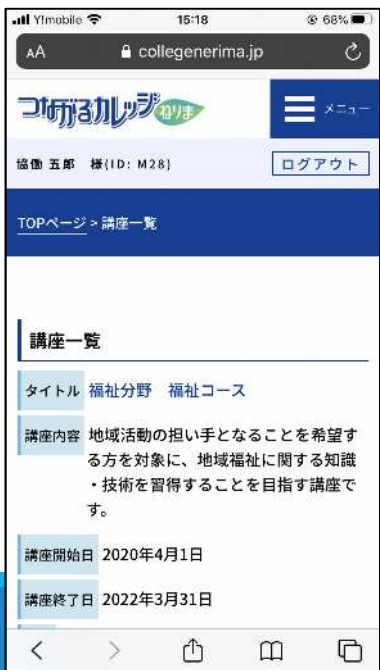 Y!mobile 15:18 68%
AA collegenerima.jp
つながるカレッジねりま
メニュー
協働 五郎 様(ID: M28)
ログアウト
TOPページ > 講座一覧
講座一覧
タイトル 福祉分野 福祉コース
講座内容 地域活動の担い手となることを希望す
る方を対象に、地域福祉に関する知識
・技術を習得することを目指す講座で
す。
講座開始日 2020年4月1日
講座終了日 2022年3月31日